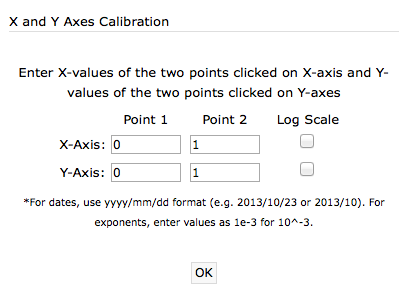 X and Y Axes Calibration
Enter X-values of the two points clicked on X-axis and Y-
values of the two points clicked on Y-axes
Point 1 Point 2 Log Scale
X-Axis: 0 1
Y-Axis: 0 1
*For dates, use yyyy/mm/dd format (e.g. 2013/10/23 or 2013/10). For
exponents, enter values as 1e-3 for 10^-3.
OK